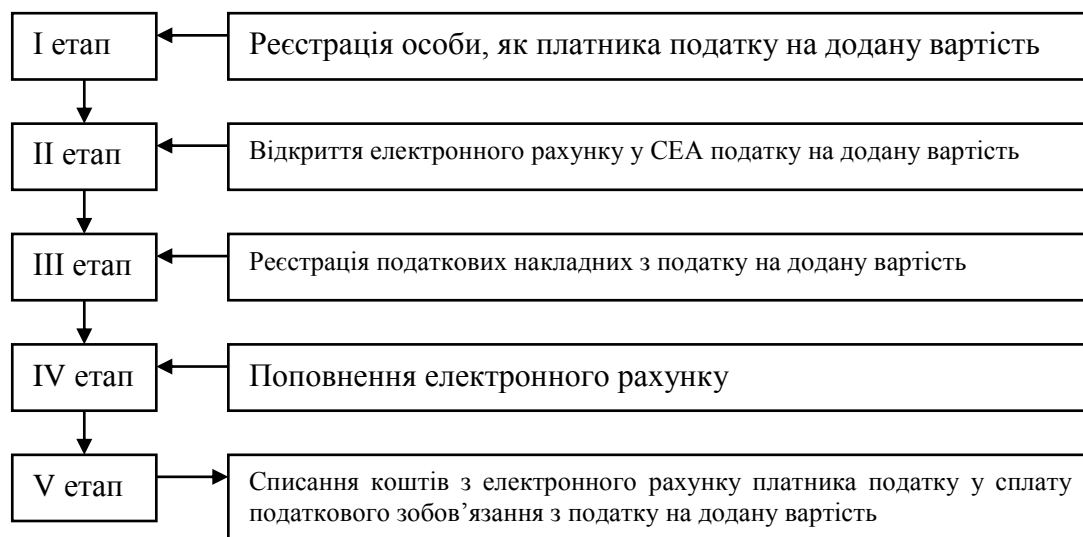 I етап
Реєстрація особи, як платника податку на додану вартість
II етап
Відкриття електронного рахунку у СЕА податку на додану вартість
III етап
Реєстрація податкових накладних з податку на додану вартість
IV етап
Поповнення електронного рахунку
V етап
Списання коштів з електронного рахунку платника податку у сплату
податкового зобов’язання з податку на додану вартість